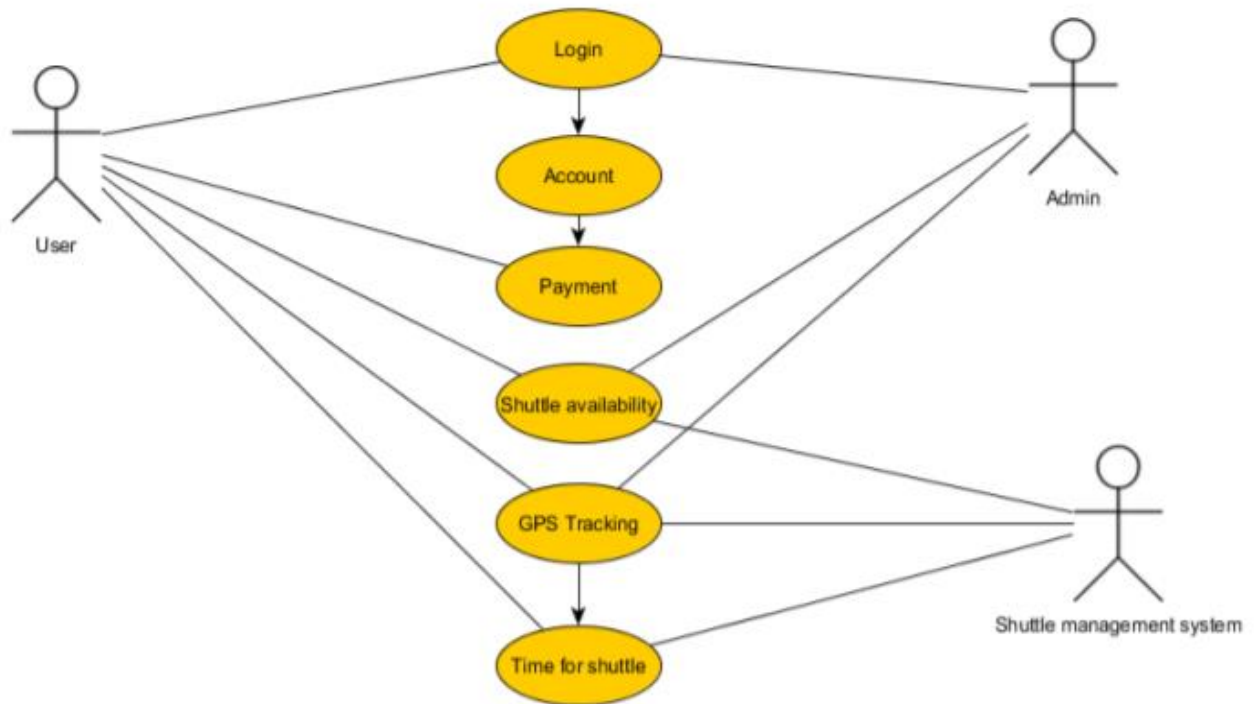 Login
Account
Admin
User
Payment
Shuttle availability
GPS Tracking
Shuttle management system
Time for shuttle